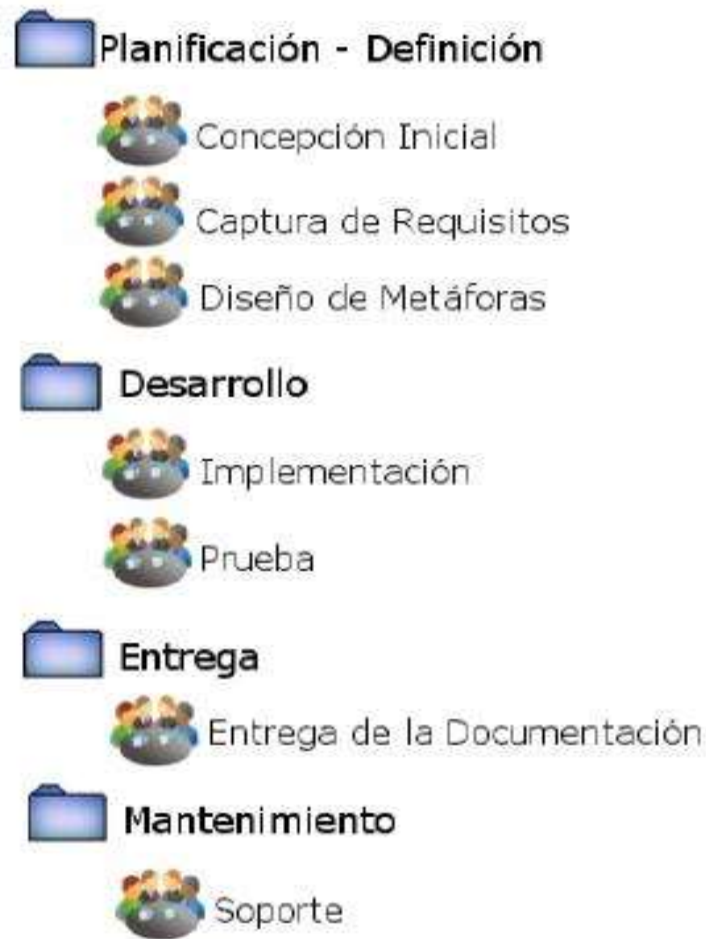 Planificación - Definición
Concepción Inicial
Captura de Requisitos
Diseño de Metáforas
Desarrollo
Implementación
Prueba
Entrega
Entrega de la Documentación
Mantenimiento
Soporte